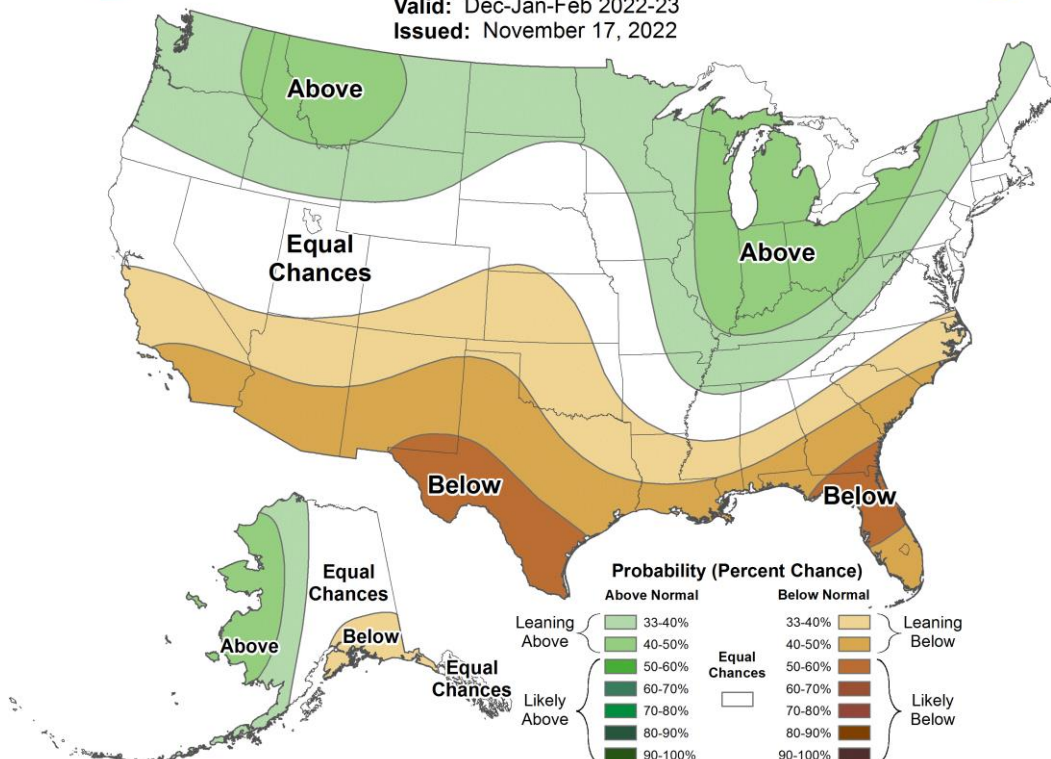 Valid: Dec-Jan-Feb 2022-23
Issued: November 17, 2022
Above
Equal
Chances
Above
Below
Below
Above
Equal
Chances
Below
Equal
Chances
Probability (Percent Chance)
Above Normal
Below Normal
Leaning
Above
33-40%
40-50%
Likely
Above
50-60%
60-70%
70-80%
80-90%
90-100%
Equal
Chances
33-40%
40-50%
Leaning
Below
50-60%
60-70%
70-80%
80-90%
90-100%
Likely
Below